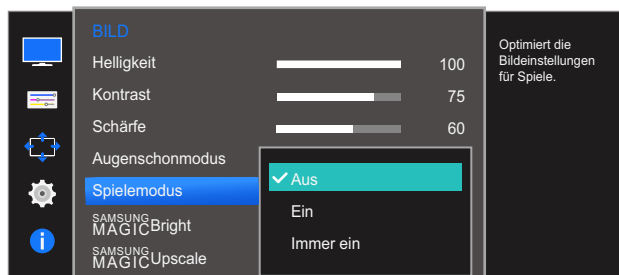 BILD
Helligkeit 100
Kontrast 75
Schärfe 60
Augenschonmodus
Spielemodus
SAMSUNG
MAGICBright
SAMSUNG
MAGICUpscale
Aus
Ein
Immer ein
Optimiert die
Bildeinstellungen
für Spiele.